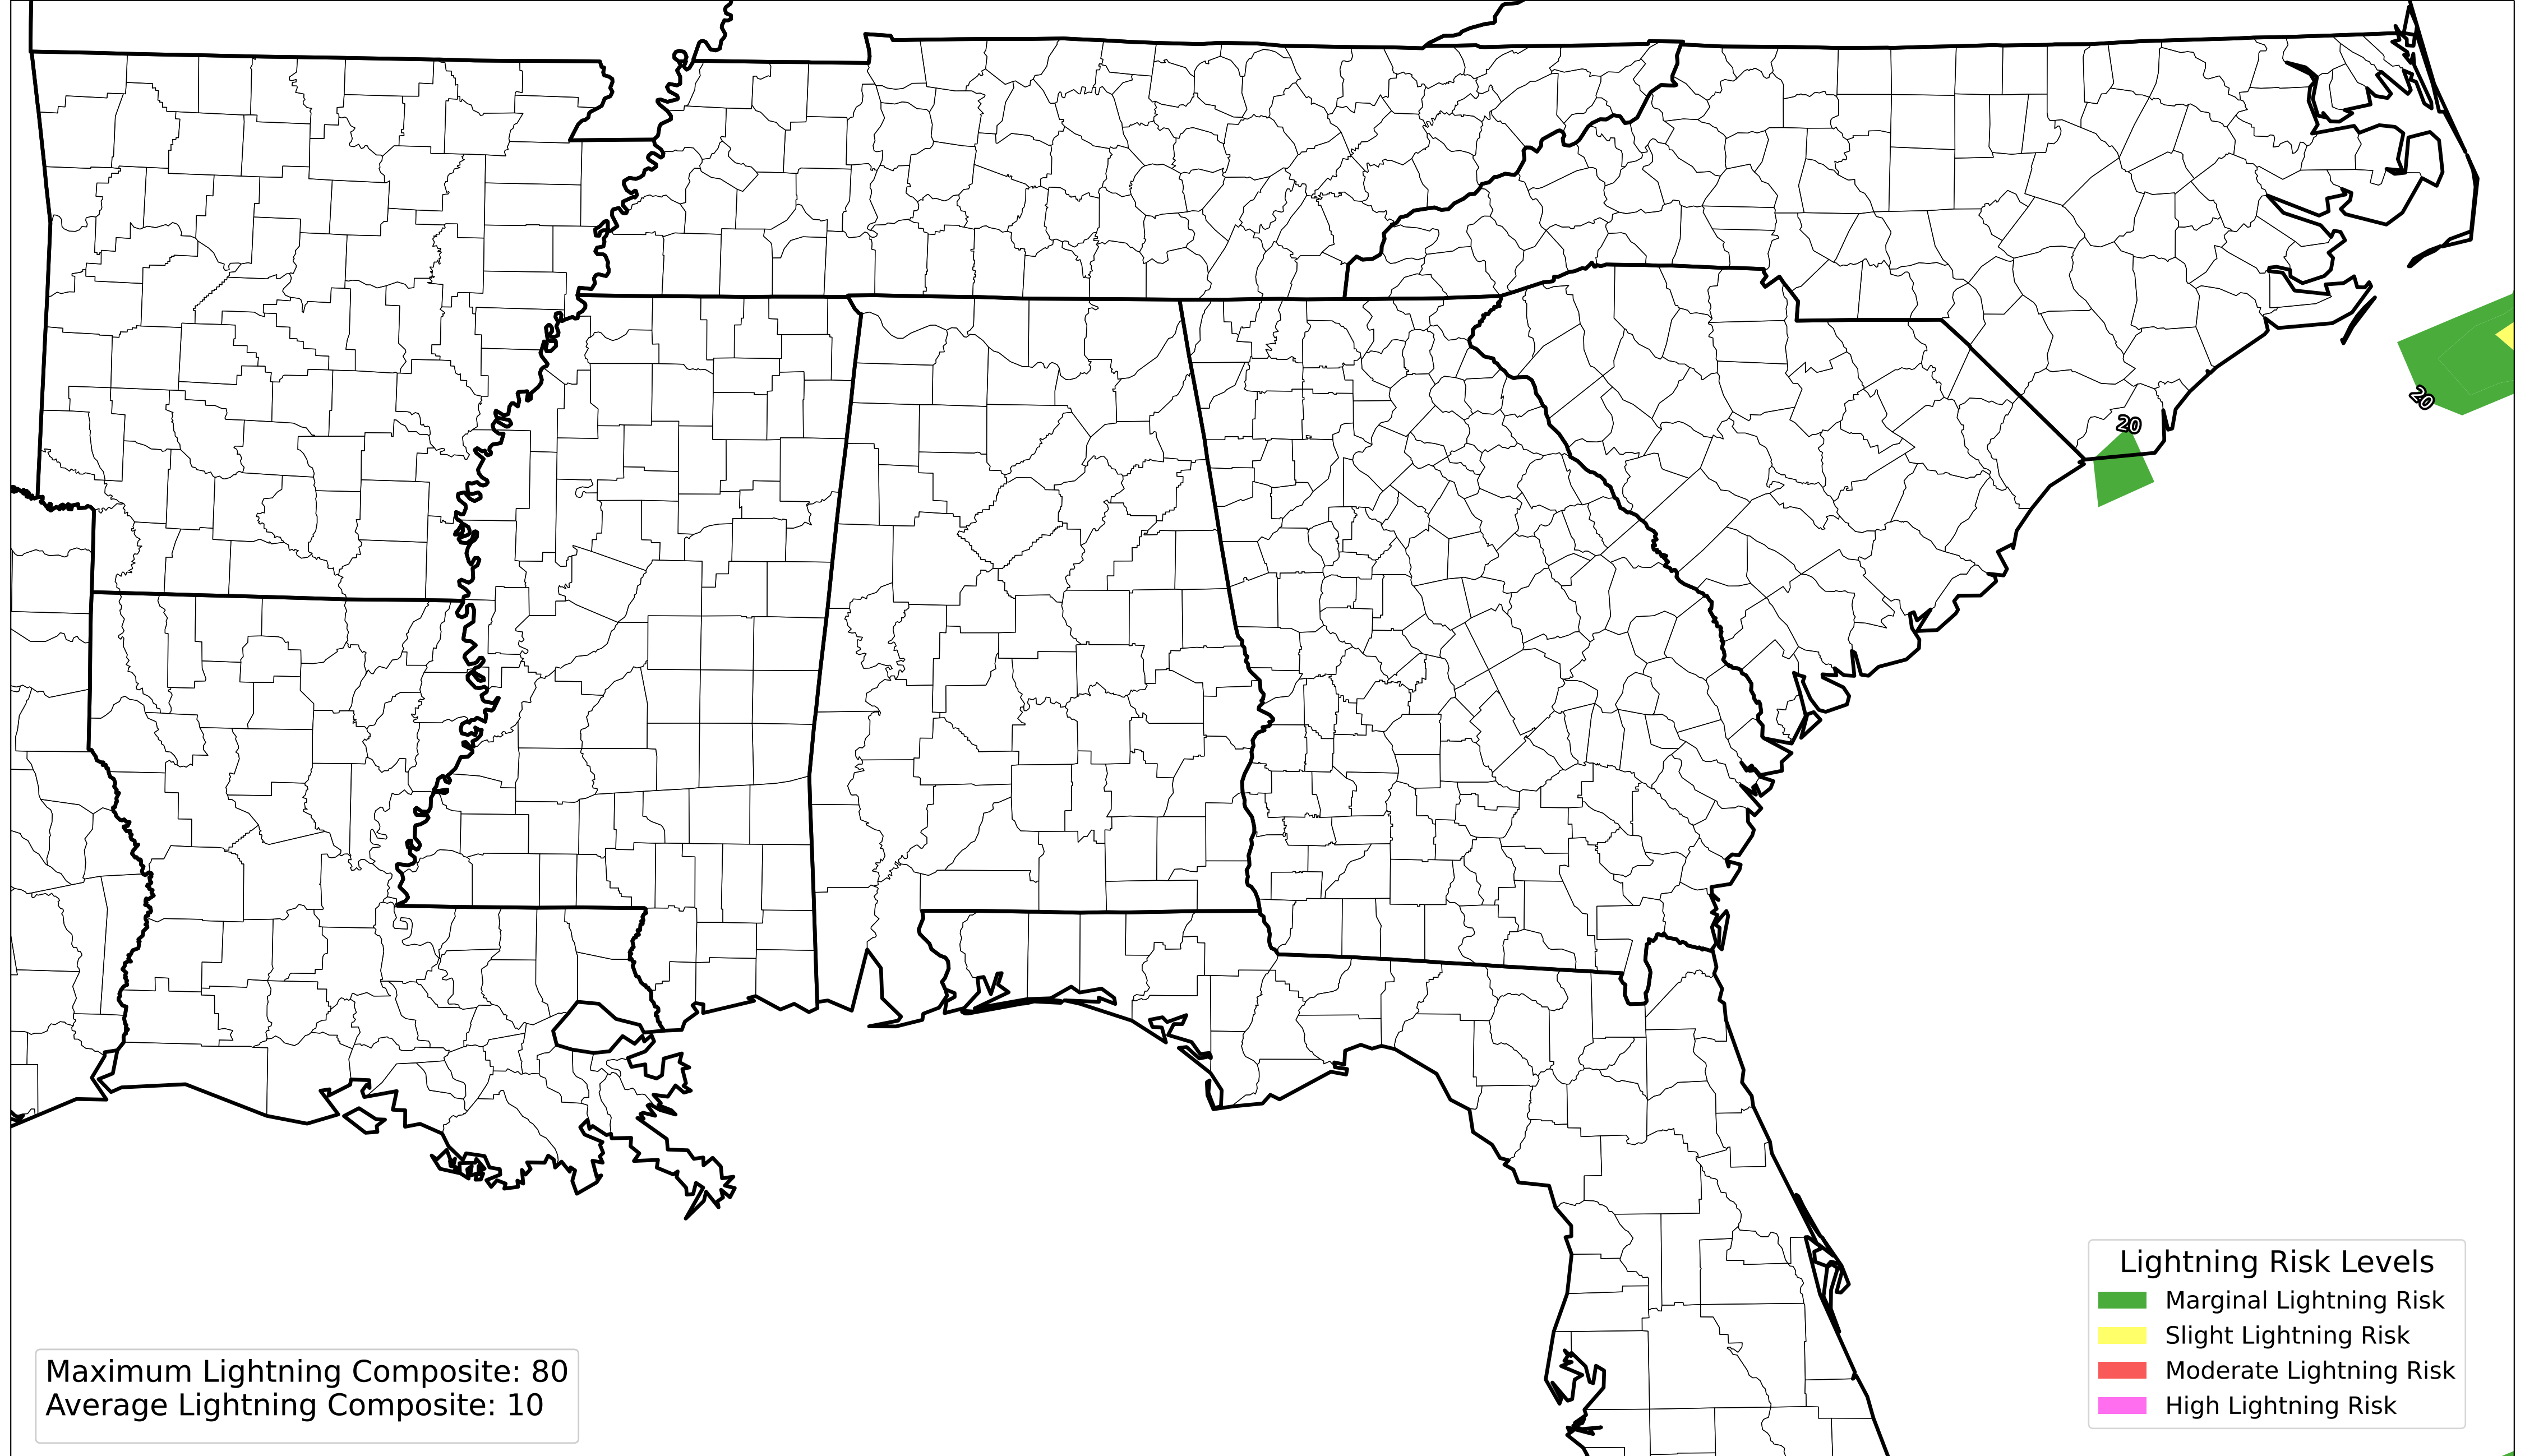 20
20
Maximum Lightning Composite: 80
Average Lightning Composite: 10
Lightning Risk Levels
Marginal Lightning Risk
Slight Lightning Risk
Moderate Lightning Risk
High Lightning Risk